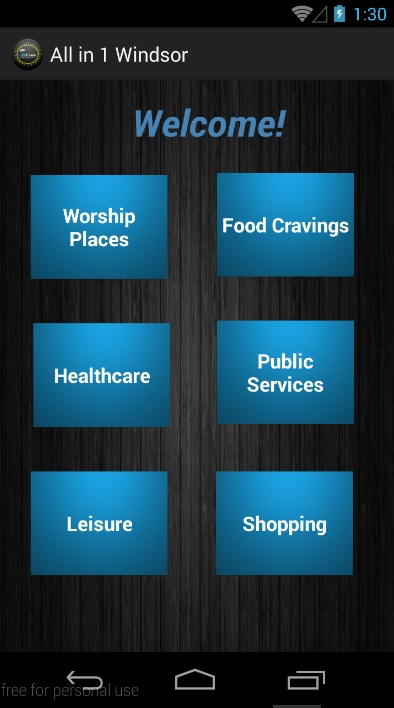 1:30
All in 1 Windsor
Welcome!
Worship
Places
Food Cravings
Healthcare
Public
Services
Leisure
Shopping
free for personal use